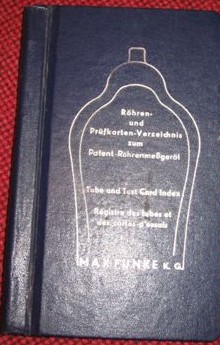 Röhren-
und
Prüfkarten-Verzeichnis
zum
Patent-Röhrenmeßgerät
Tube and Test Card Index
Régistre des tubes et
des cartes d'essais
MAX FUNKE K. G.